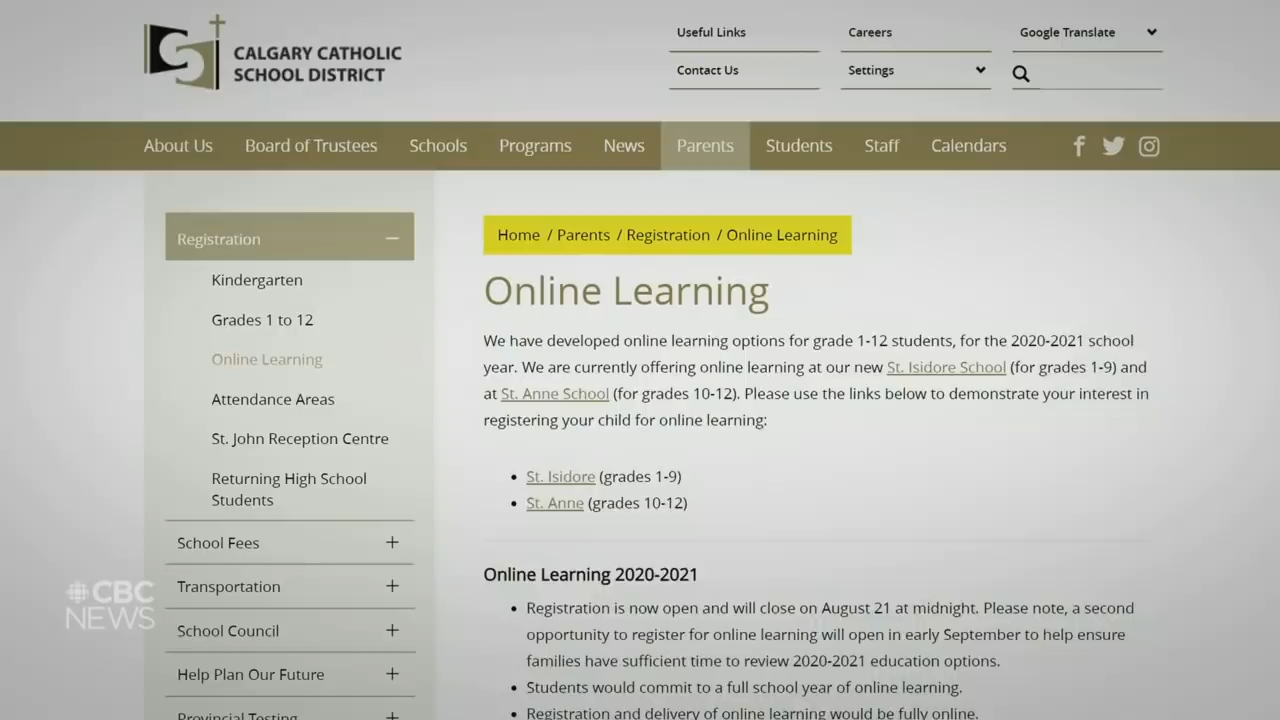 CALGARY CATHOLIC
SCHOOL DISTRICT
Useful Links
Careers
Google Translate
Contact Us
Settings
About Us
Board of Trustees
Schools
Programs
News
Parents
Students
Staff
Calendars
Registration
Kindergarten
Grades 1 to 12
Online Learning
Attendance Areas
St. John Reception Centre
Returning High School
Students
School Fees
Transportation
School Council
Help Plan Our Future
Provincial Testing
Home / Parents / Registration / Online Learning
Online Learning
We have developed online learning options for grade 1-12 students, for the 2020-2021 school
year. We are currently offering online learning at our new St. Isidore School (for grades 1-9) and
at St. Anne School (for grades 10-12). Please use the links below to demonstrate your interest in
registering your child for online learning:
• St. Isidore (grades 1-9)
• St. Anne (grades 10-12)
Online Learning 2020-2021
• Registration is now open and will close on August 21 at midnight. Please note, a second
opportunity to register for online learning will open in early September to help ensure
families have sufficient time to review 2020-2021 education options.
• Students would commit to a full school year of online learning.
• Registration and delivery of online learning would be fully online.
CBC
NEWS